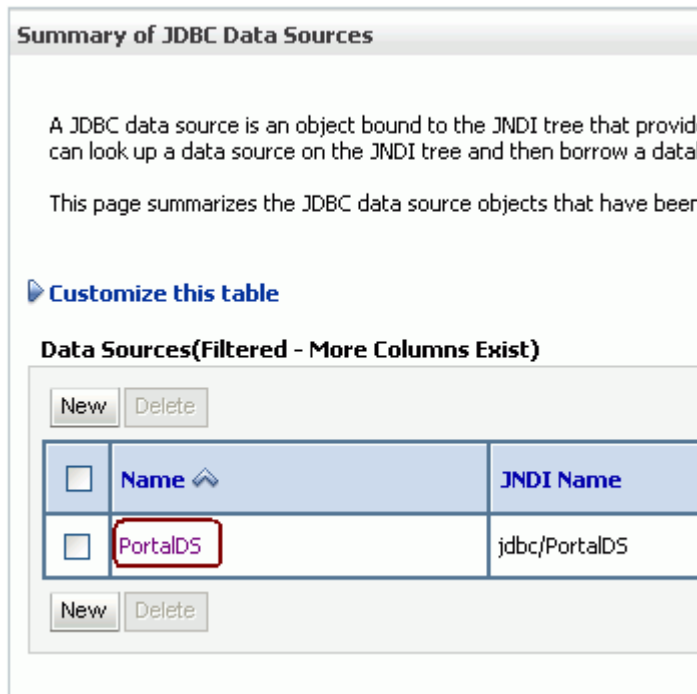 Summary of JDBC Data Sources
A JDBC data source is an object bound to the JNDI tree that
can look up a data source on the JNDI tree and then borrow a
This page summarizes the JDBC data source objects that have been
Customize this table
Data Sources(Filtered - More Columns Exist)
New Delete
Name JNDI Name
PortalDS jdbc/PortalDS
New Delete